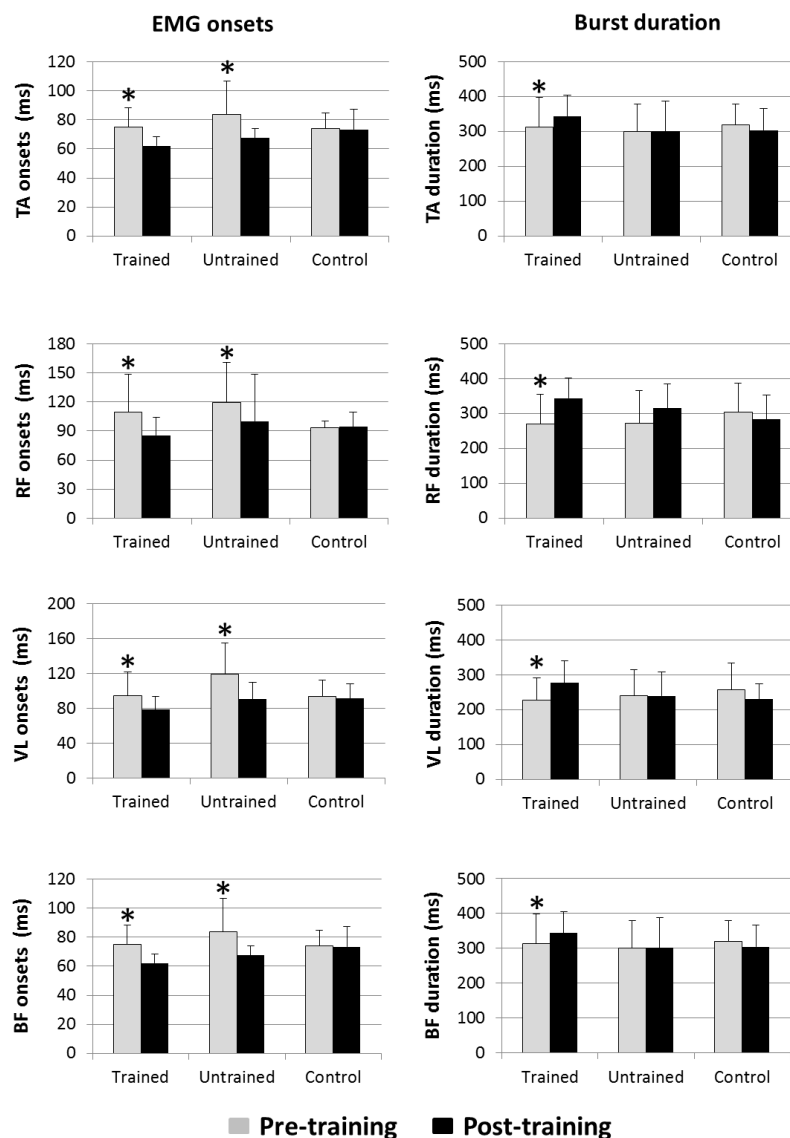 EMG onsets
Burst duration
TA onsets (ms)
120
100
80
60
40
20
0
*
*
Trained
Untrained
Control
TA duration (ms)
500
400
300
200
100
0
*
Trained
Untrained
Control
RF onsets (ms)
180
150
120
90
60
30
0
*
*
Trained
Untrained
Control
RF duration (ms)
500
400
300
200
100
0
*
Trained
Untrained
Control
VL onsets (ms)
200
160
120
80
40
0
*
*
Trained
Untrained
Control
VL duration (ms)
500
400
300
200
100
0
*
Trained
Untrained
Control
BF onsets (ms)
120
100
80
60
40
20
0
*
*
Trained
Untrained
Control
BF duration (ms)
500
400
300
200
100
0
*
Trained
Untrained
Control
Pre-training
Post-training